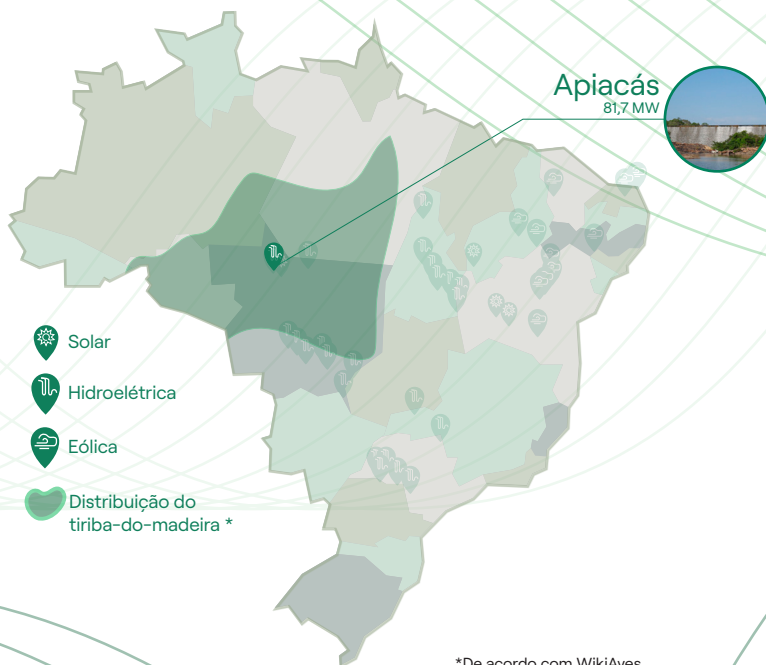 Apiacás
81,7 MW
Solar
Hidroelétrica
Eólica
Distribuição do
tiriba-do-madeira *
*De acordo com WikiAves